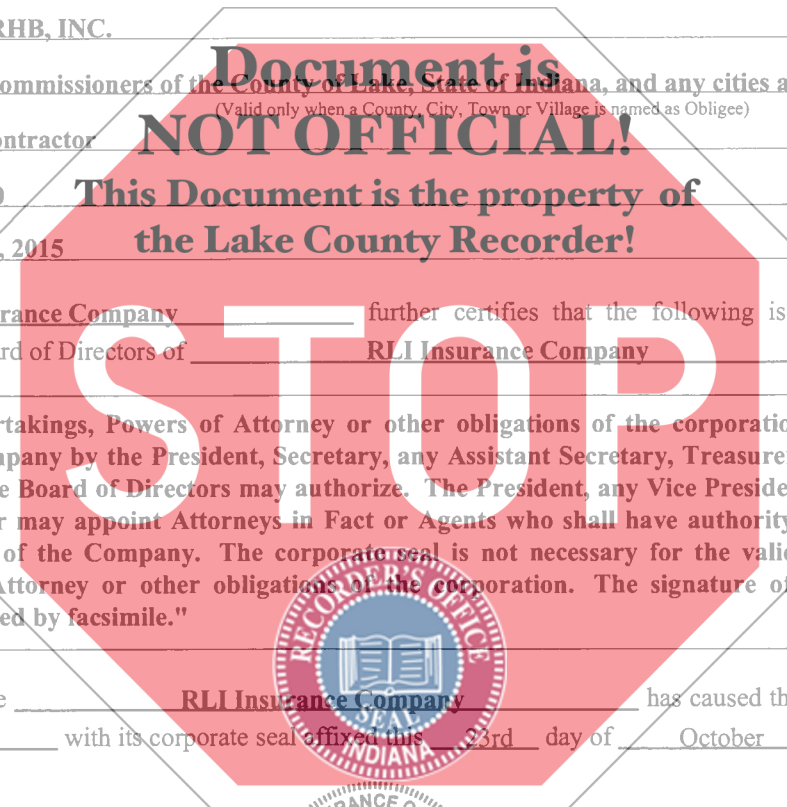 RHB, INC.
Document is
ommissioners of the County of Lake, State of Indiana, and any cities a
(Valid only when a County, City, Town or Village is named as Obligee)
NOT OFFICIAL!
ontractor
This Document is the property of
, 2015
the Lake County Recorder!
rance Company further certifies that the following is
rd of Directors of RLI Insurance Company
STOP
rtakings, Powers of Attorney or other obligations of the corporatio
mpany by the President, Secretary, any Assistant Secretary, Treasure
e Board of Directors may authorize. The President, any Vice Preside
r may appoint Attorneys in Fact or Agents who shall have authority
of the Company. The corporate seal is not necessary for the vali
Attorney or other obligations of the corporation. The signature of
ed by facsimile."
RECORDER'S OFFICE
SEAL
INDIANA
e RLI Insurance Company has caused th
with its corporate seal affixed this 23rd day of October
RANCE